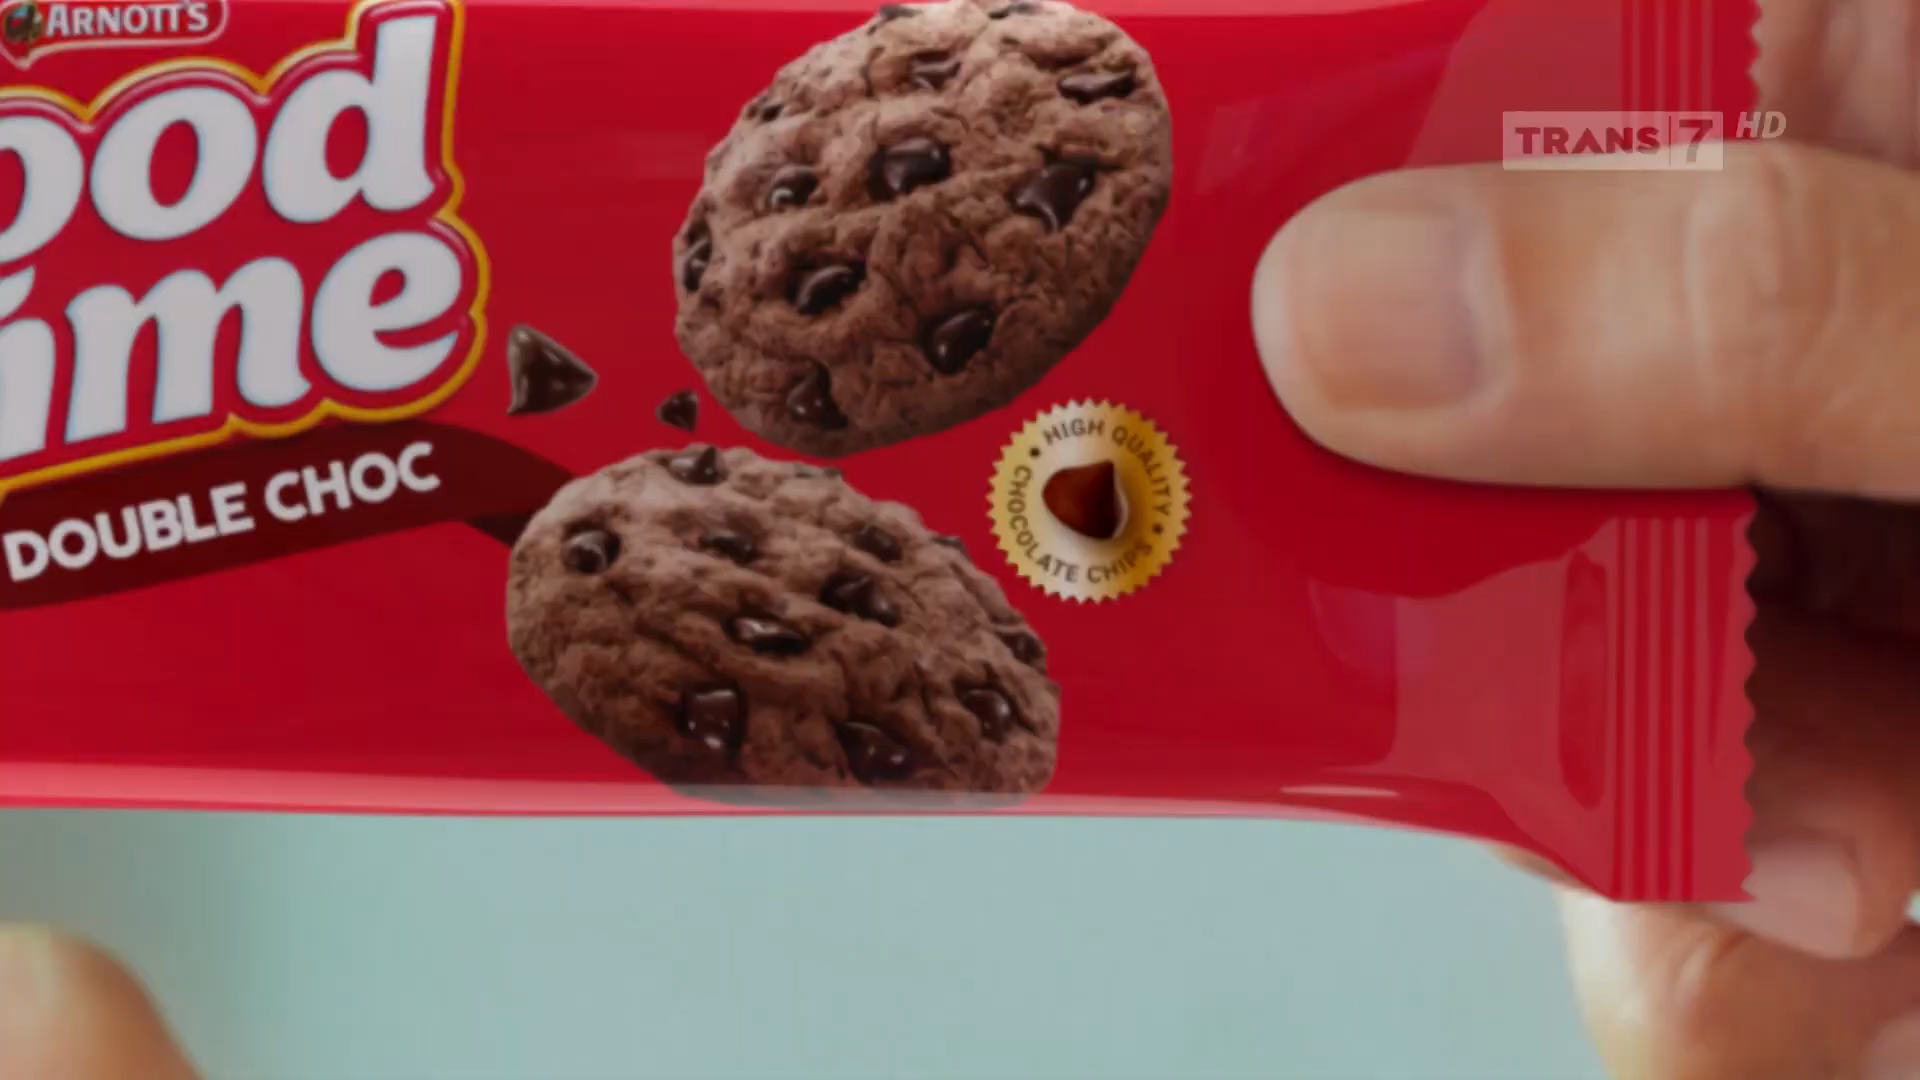 ARNOTT'S
ood
ime
DOUBLE CHOC
HIGH QUALITY
CHOCOLATE CHIPS
TRANS 7 HD